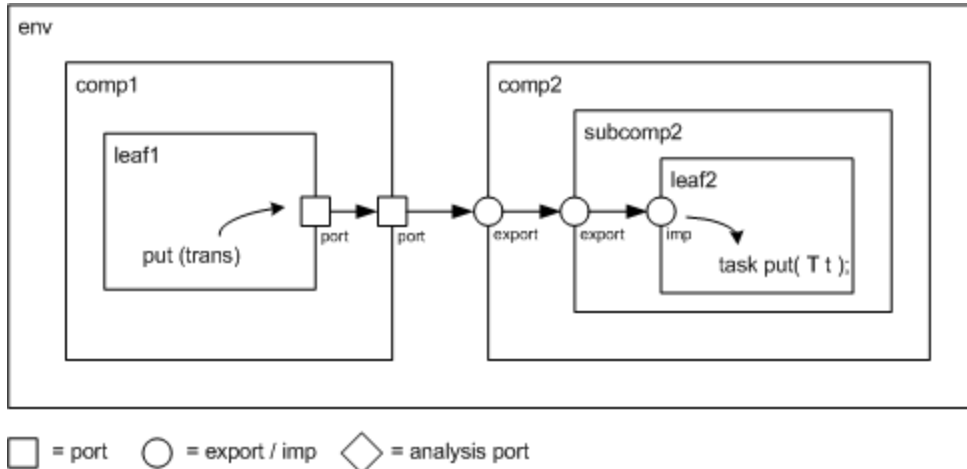 env
comp1
comp2
subcomp2
leaf1
leaf2
port
port
export
export
imp
put (trans)
task put( T t );
= port
= export / imp
= analysis port